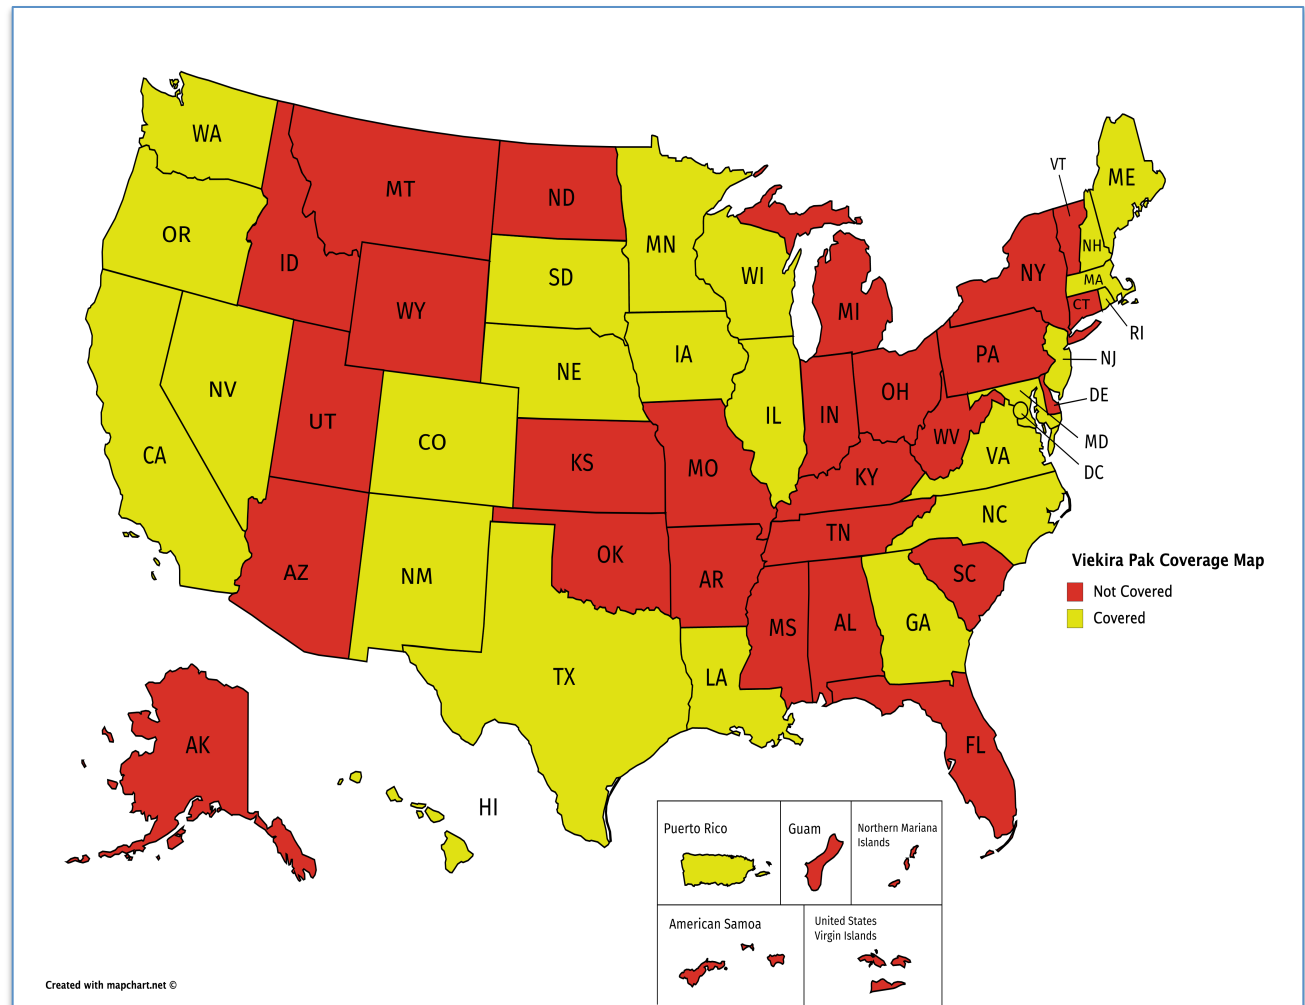 WA
VT
ME
MT
ND
OR
MN
NH
ID
SD
WI
NY
MA
WY
CT
MI
RI
IA
PA
NJ
NE
NV
OH
DE
UT
IL
IN
CO
WV
MD
CA
VA
KS
MO
DC
KY
NC
TN
OK
Viekira Pak Coverage Map
AZ
NM
AR
SC
Not Covered
Covered
MS
AL
GA
TX
LA
AK
FL
HI
Puerto Rico
Guam
Northern Mariana
Islands
American Samoa
United States
Virgin Islands
Created with mapchart.net ©